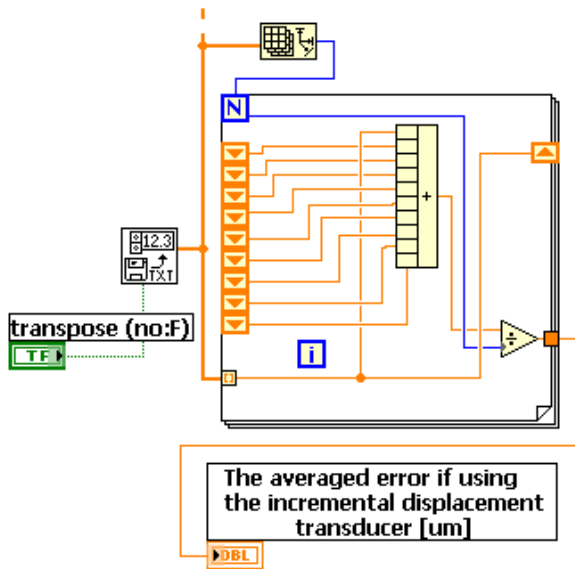 N
12.3
TXT
+
transpose (no:F)
TF
i
÷
The averaged error if using
the incremental displacement
transducer [um]
DBL